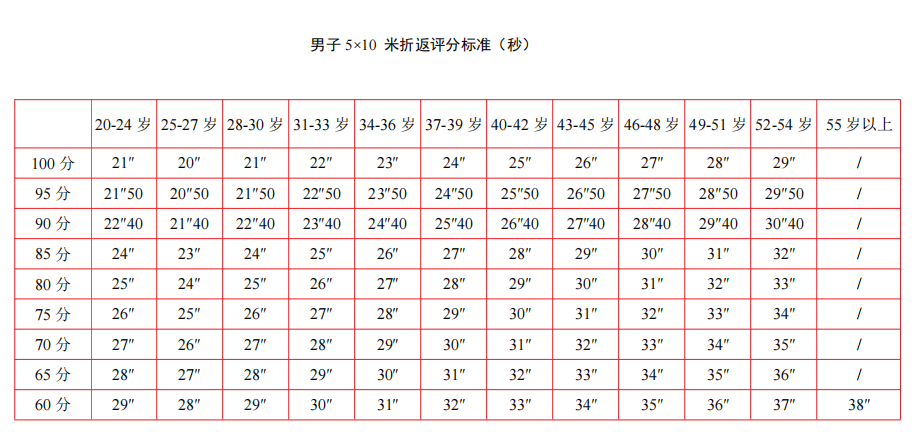 男子 5×10 米折返评分标准（秒）
20-24 岁 25-27 岁 28-30 岁 31-33 岁 34-36 岁 37-39 岁 40-42 岁 43-45 岁 46-48 岁 49-51 岁 52-54 岁 55 岁以上
100 分 21″ 20″ 21″ 22″ 23″ 24″ 25″ 26″ 27″ 28″ 29″ /
95 分 21″50 20″50 21″50 22″50 23″50 24″50 25″50 26″50 27″50 28″50 29″50 /
90 分 22″40 21″40 22″40 23″40 24″40 25″40 26″40 27″40 28″40 29″40 30″40 /
85 分 24″ 23″ 24″ 25″ 26″ 27″ 28″ 29″ 30″ 31″ 32″ /
80 分 25″ 24″ 25″ 26″ 27″ 28″ 29″ 30″ 31″ 32″ 33″ /
75 分 26″ 25″ 26″ 27″ 28″ 29″ 30″ 31″ 32″ 33″ 34″ /
70 分 27″ 26″ 27″ 28″ 29″ 30″ 31″ 32″ 33″ 34″ 35″ /
65 分 28″ 27″ 28″ 29″ 30″ 31″ 32″ 33″ 34″ 35″ 36″ /
60 分 29″ 28″ 29″ 30″ 31″ 32″ 33″ 34″ 35″ 36″ 37″ 38″